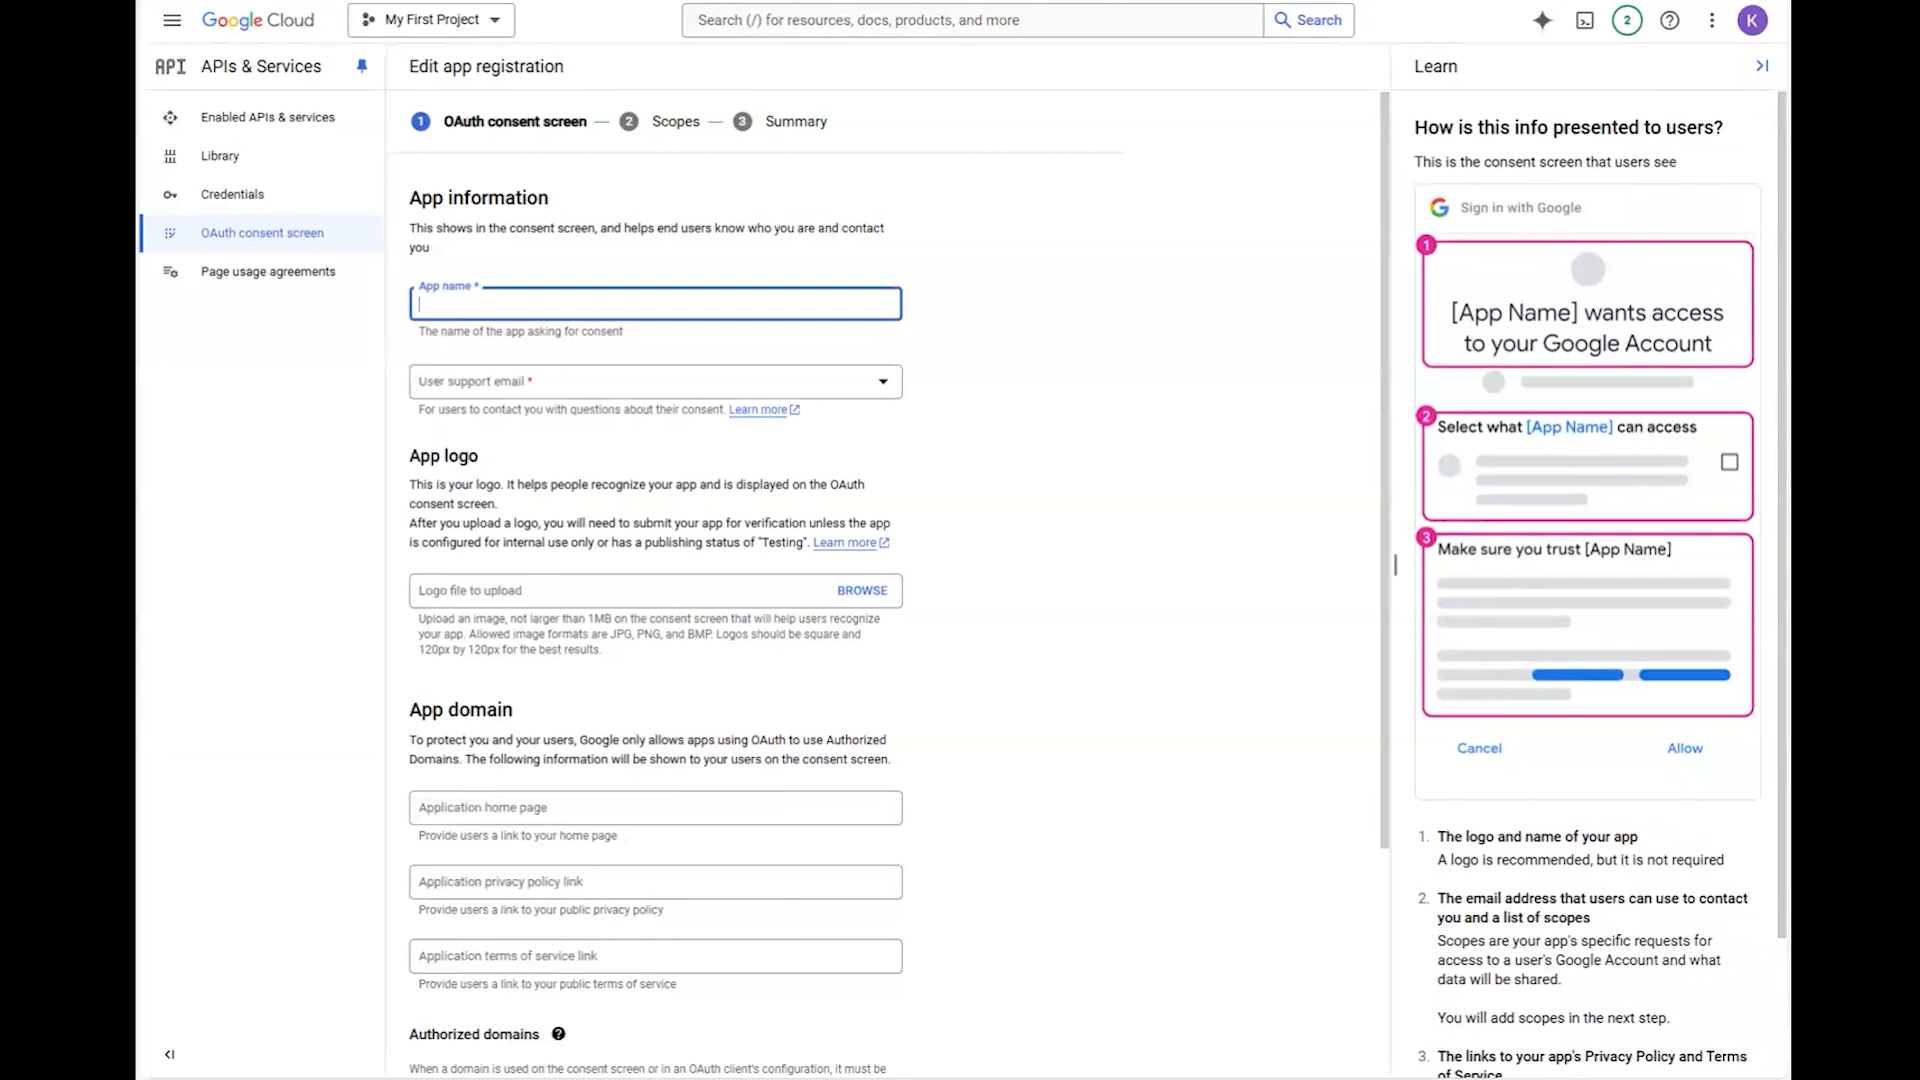 Google Cloud
My First Project
Search (/) for resources, docs, products, and more
Search
2
K
API APIs & Services
Enabled APIs & services
Library
Credentials
OAuth consent screen
Page usage agreements
Edit app registration
1 OAuth consent screen — 2 Scopes — 3 Summary
App information
This shows in the consent screen, and helps end users know who you are and contact
you
App name *
The name of the app asking for consent
User support email *
For users to contact you with questions about their consent. Learn more
App logo
This is your logo. It helps people recognize your app and is displayed on the OAuth
consent screen.
After you upload a logo, you will need to submit your app for verification unless the app
is configured for internal use only or has a publishing status of "Testing". Learn more
Logo file to upload BROWSE
Upload an image, not larger than 1MB on the consent screen that will help users recognize
your app. Allowed image formats are JPG, PNG, and BMP. Logos should be square and
120px by 120px for the best results.
App domain
To protect you and your users, Google only allows apps using OAuth to use Authorized
Domains. The following information will be shown to your users on the consent screen.
Application home page
Provide users a link to your home page
Application privacy policy link
Provide users a link to your public privacy policy
Application terms of service link
Provide users a link to your public terms of service
Authorized domains
When a domain is used on the consent screen or in an OAuth client's configuration, it must be
Learn
How is this info presented to users?
This is the consent screen that users see
Sign in with Google
1
[App Name] wants access
to your Google Account
2
Select what [App Name] can access
3
Make sure you trust [App Name]
Cancel Allow
1. The logo and name of your app
A logo is recommended, but it is not required
2. The email address that users can use to contact
you and a list of scopes
Scopes are your app's specific requests for
access to a user's Google Account and what
data will be shared.
You will add scopes in the next step.
3. The links to your app's Privacy Policy and Terms
of Service